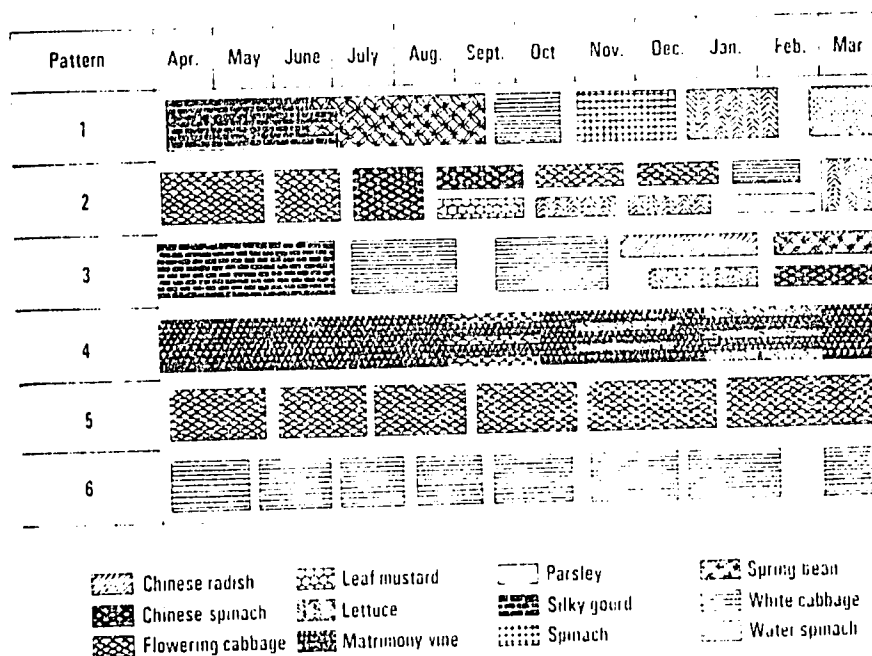 Pattern Apr. May June July Aug. Sept. Oct Nov. Dec. Jan. Feb. Mar
1
2
3
4
5
6
Chinese radish Leaf mustard Parsley Spring bean
Chinese spinach Lettuce Silky gourd White cabbage
Flowering cabbage Matrimony vine Spinach Water spinach